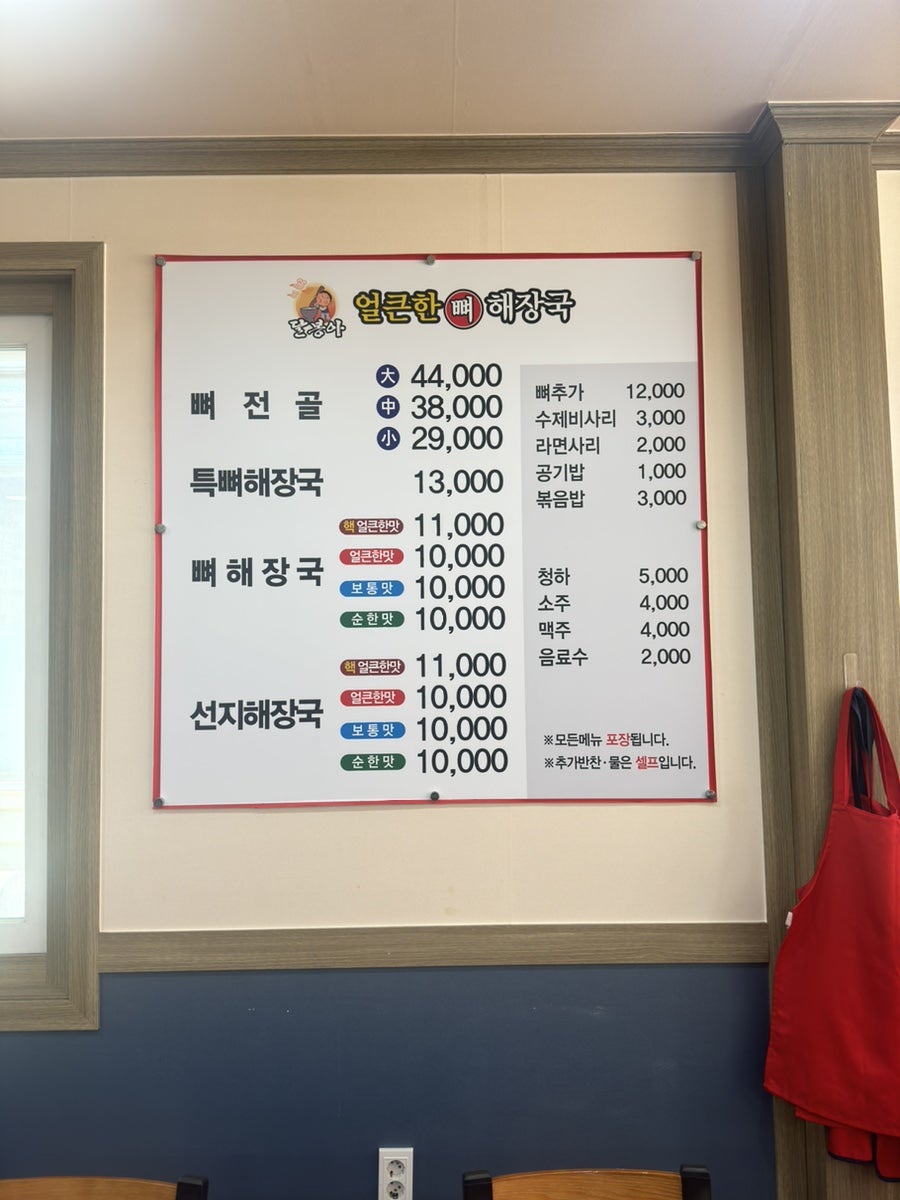 얼큰한 뼈 해장국
뼈 전 골
大 44,000
中 38,000
小 29,000
특뼈해장국 13,000
뼈 해 장 국
핵 얼큰한맛 11,000
얼큰한맛 10,000
보 통 맛 10,000
순 한 맛 10,000
선지해장국
핵 얼큰한맛 11,000
얼큰한맛 10,000
보 통 맛 10,000
순 한 맛 10,000
뼈추가 12,000
수제비사리 3,000
라면사리 2,000
공기밥 1,000
볶음밥 3,000
청하 5,000
소주 4,000
맥주 4,000
음료수 2,000
※모든메뉴 포장됩니다.
※추가반찬·물은 셀프입니다.